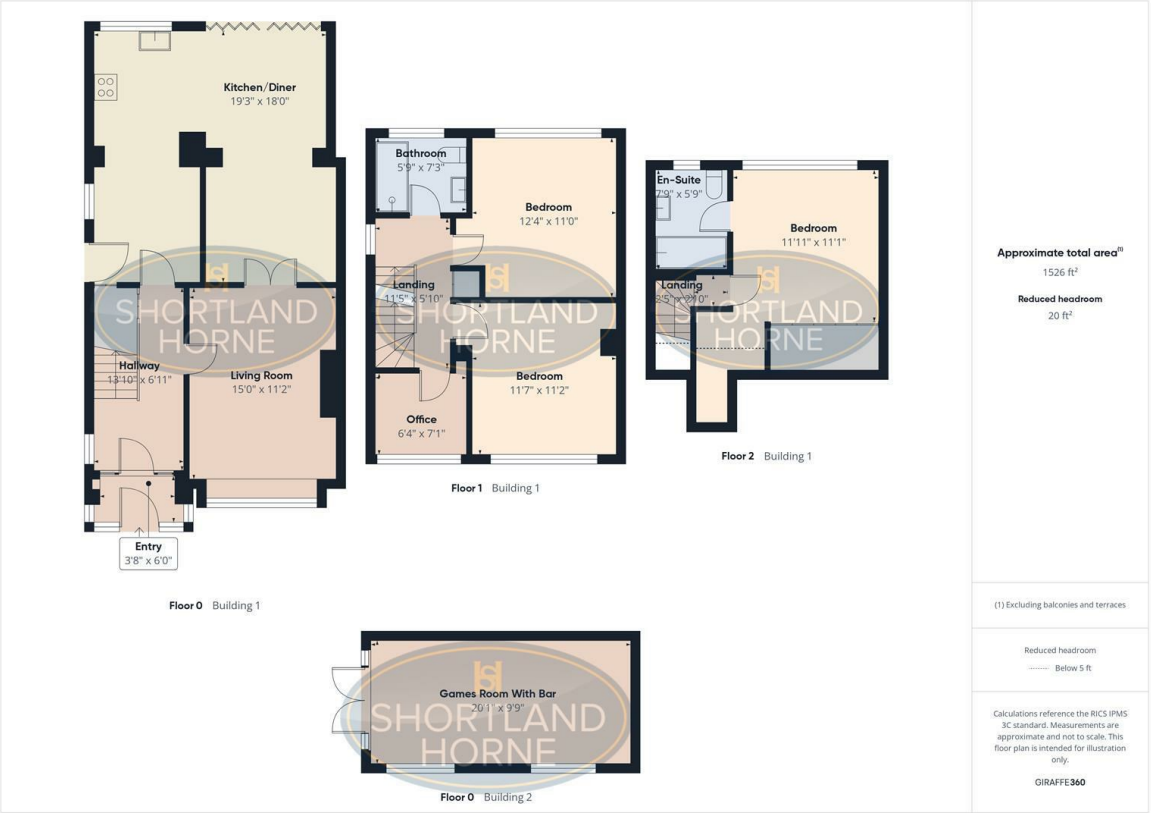 Kitchen/Diner
19'3" x 18'0"
Bathroom
5'9" x 7'3"
Bedroom
12'4" x 11'0"
Landing
11'5" x 5'10"
En-Suite
7'9" x 5'9"
Bedroom
11'11" x 11'1"
Landing
SHORTLAND
HORNE
SHORTLAND
HORNE
SHORTLAND
HORNE
Hallway
13'10" x 6'11"
Living Room
15'0" x 11'2"
Bedroom
11'7" x 11'2"
Office
6'4" x 7'1"
Entry
3'8" x 6'0"
Floor 0 Building 1
Floor 1 Building 1
Floor 2 Building 1
Games Room With Bar
20'1" x 9'9"
SHORTLAND
HORNE
Floor 0 Building 2
Approximate total area(1)
1526 ft²
Reduced headroom
20 ft²
(1) Excluding balconies and terraces
Reduced headroom
Below 5 ft
Calculations reference the RICS IPMS
3C standard. Measurements are
approximate and not to scale. This
floor plan is intended for illustration
only.
GIRAFFE360